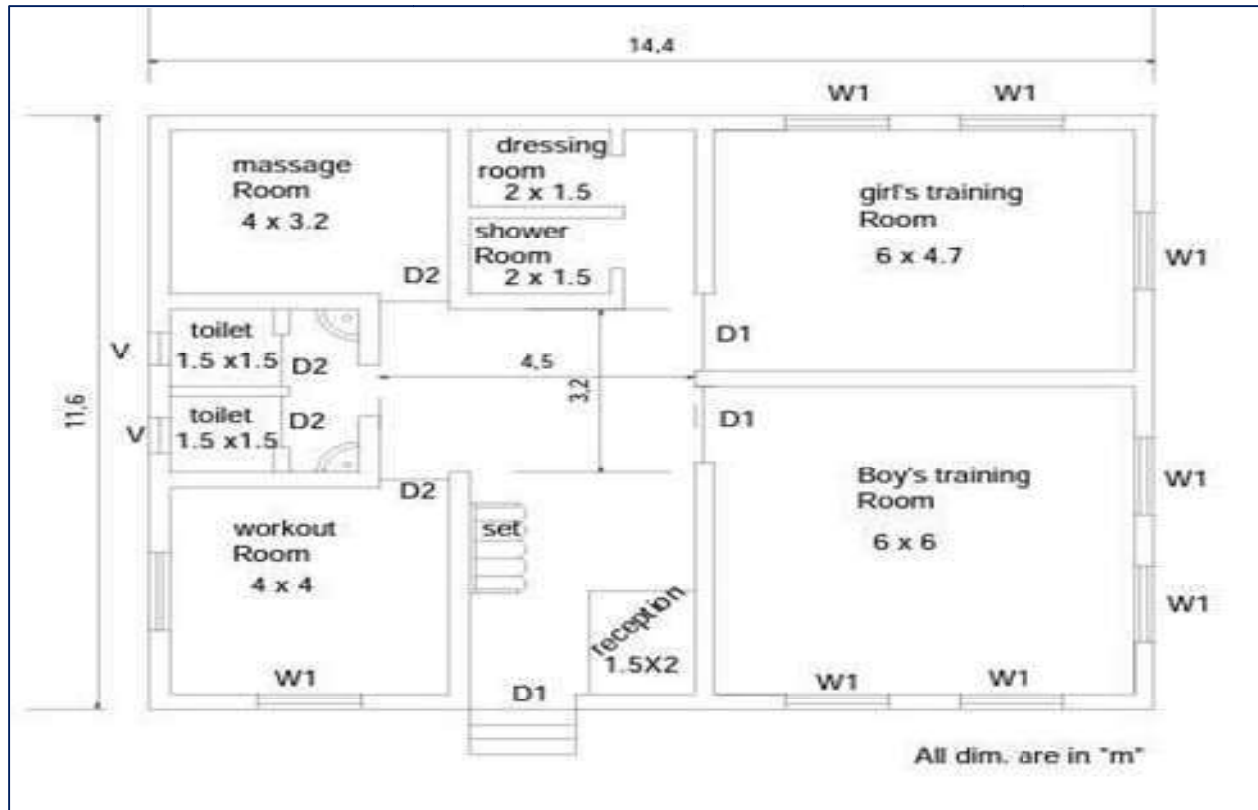 14,4
W1
W1
massage
Room
4 x 3.2
dressing
room
2 x 1.5
girl's training
Room
6 x 4.7
W1
shower
Room
2 x 1.5
D2
D1
V
toilet
1.5 x1.5
D2
4,5
3,2
11,6
V
toilet
1.5 x1.5
D2
D1
D2
set
Boy's training
Room
6 x 6
W1
workout
Room
4 x 4
W1
reception
1.5X2
W1
D1
W1
W1
All dim. are in "m"